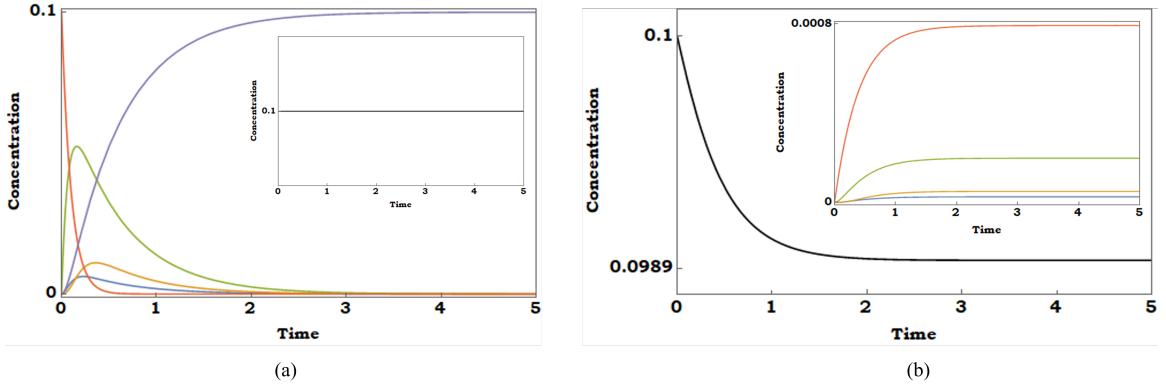 0.1
Concentration
0
0 1 2 3 4 5
Time
Concentration
0.1
0 1 2 3 4 5
Time
(a)
0.1
Concentration
0.0989
0 1 2 3 4 5
Time
0.0008
Concentration
0
0 1 2 3 4 5
Time
(b)